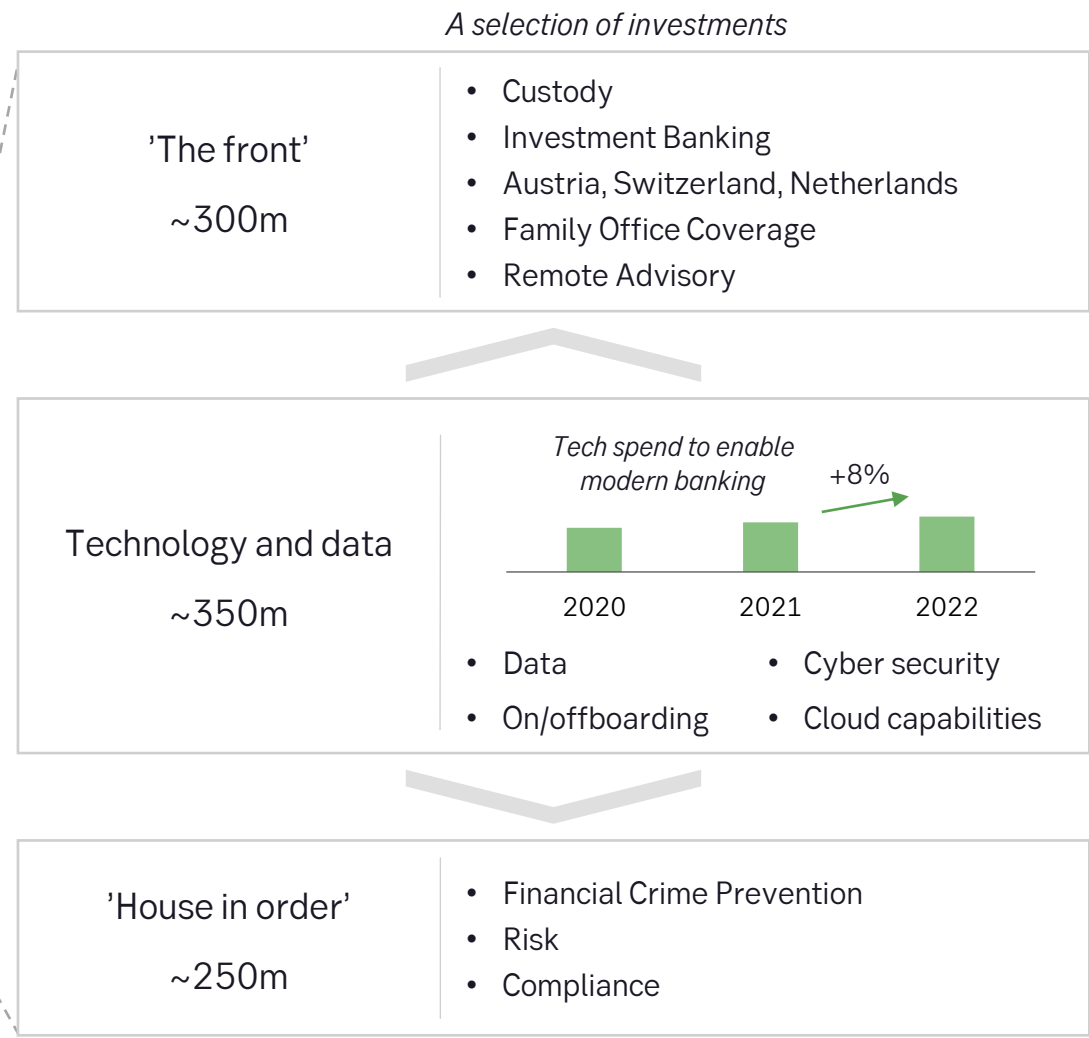 A selection of investments
’The front’
~300m
• Custody
• Investment Banking
• Austria, Switzerland, Netherlands
• Family Office Coverage
• Remote Advisory
Technology and data
~350m
Tech spend to enable
modern banking
+8%
2020 2021 2022
• Data
• On/offboarding
• Cyber security
• Cloud capabilities
’House in order’
~250m
• Financial Crime Prevention
• Risk
• Compliance